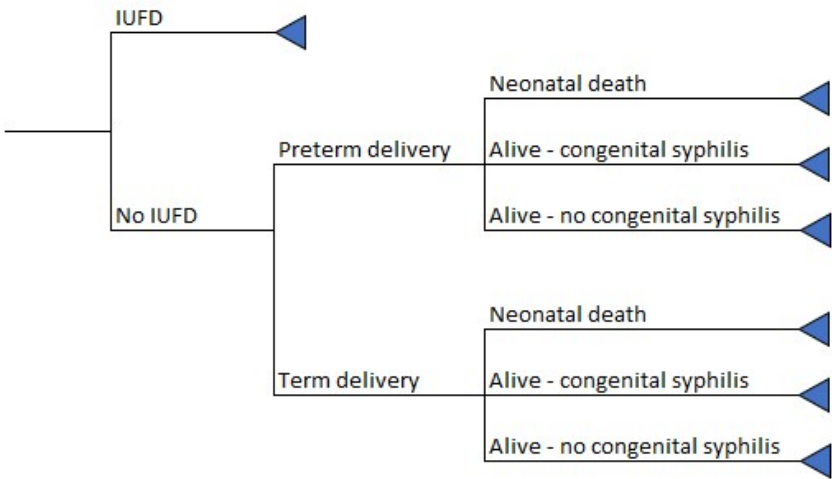 IUFD
Neonatal death
Preterm delivery
Alive - congenital syphilis
No IUFD
Alive - no congenital syphilis
Neonatal death
Term delivery
Alive - congenital syphilis
Alive - no congenital syphilis